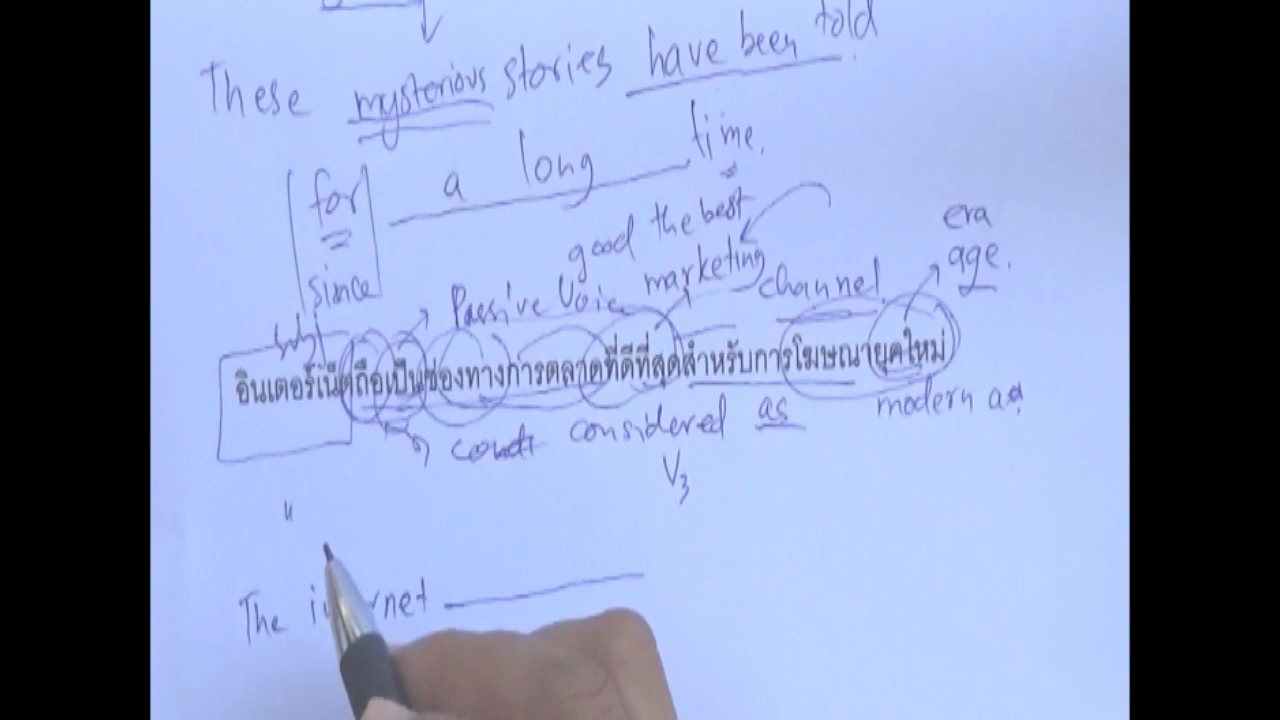 These mysterious stories have been told
for a long time.
since
good the best
era
marketing channel age.
Passive Voic
subj
อินเตอร์เน็ตถือเป็นช่องทางการตลาดที่ดีที่สุดสำหรับการโฆษณายุคใหม่
considered as modern
V3
The